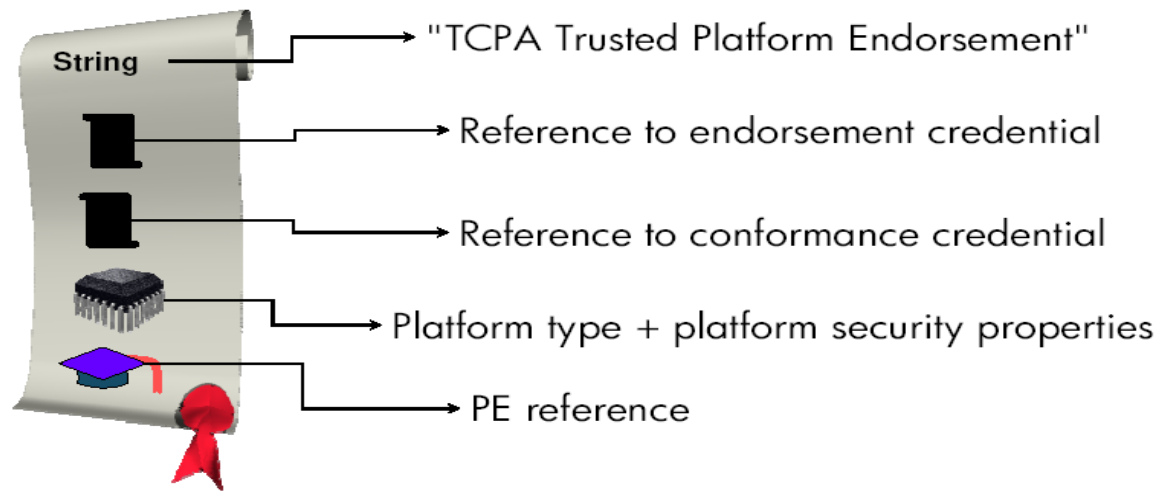 String
"TCPA Trusted Platform Endorsement"
Reference to endorsement credential
Reference to conformance credential
Platform type + platform security properties
PE reference